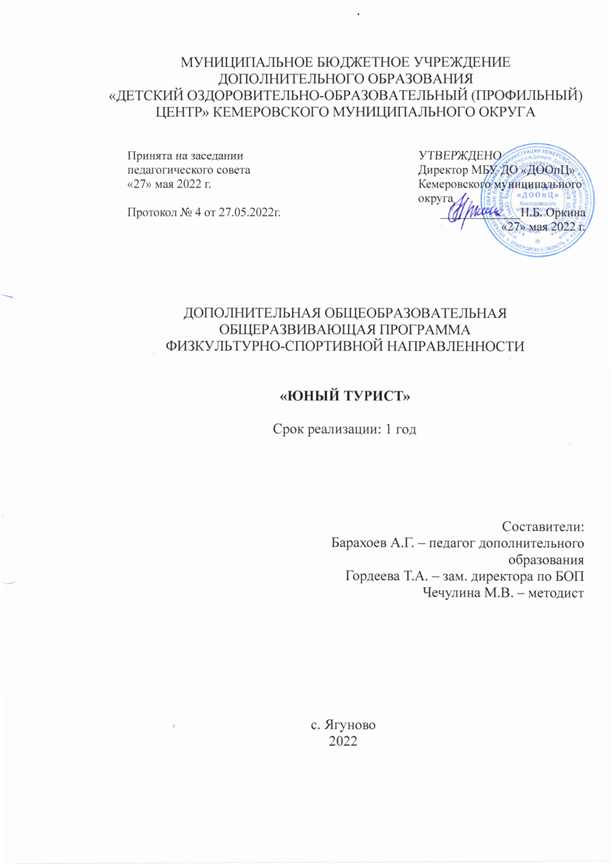 МУНИЦИПАЛЬНОЕ БЮДЖЕТНОЕ УЧРЕЖДЕНИЕ
ДОПОЛНИТЕЛЬНОГО ОБРАЗОВАНИЯ
«ДЕТСКИЙ ОЗДОРОВИТЕЛЬНО-ОБРАЗОВАТЕЛЬНЫЙ (ПРОФИЛЬНЫЙ)
ЦЕНТР» КЕМЕРОВСКОГО МУНИЦИПАЛЬНОГО ОКРУГА
Принята на заседании
педагогического совета
«27» мая 2022 г.
Протокол № 4 от 27.05.2022г.
УТВЕРЖДЕНО
Директор МБУ ДО «ДООпЦ»
Кемеровского муниципального
округа
Н.Б. Оркина
«27» мая 2022 г.
«ДООпЦ»
ДОПОЛНИТЕЛЬНАЯ ОБЩЕОБРАЗОВАТЕЛЬНАЯ
ОБЩЕРАЗВИВАЮЩАЯ ПРОГРАММА
ФИЗКУЛЬТУРНО-СПОРТИВНОЙ НАПРАВЛЕННОСТИ
«ЮНЫЙ ТУРИСТ»
Срок реализации: 1 год
Составители:
Барахоев А.Г. – педагог дополнительного
образования
Гордеева Т.А. – зам. директора по БОП
Чечулина М.В. – методист
с. Ягуново
2022